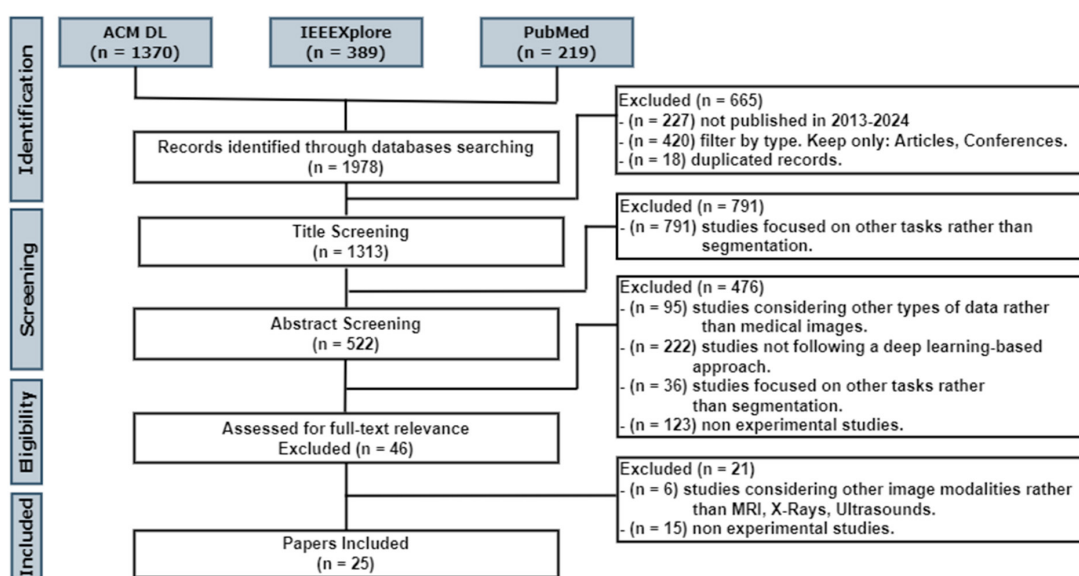 Identification
ACM DL
(n = 1370)
IEEEXplore
(n = 389)
PubMed
(n = 219)
Records identified through databases searching
(n = 1978)
Excluded (n = 665)
- (n = 227) not published in 2013-2024
- (n = 420) filter by type. Keep only: Articles, Conferences.
- (n = 18) duplicated records.
Screening
Title Screening
(n = 1313)
Excluded (n = 791)
- (n = 791) studies focused on other tasks rather than
segmentation.
Abstract Screening
(n = 522)
Excluded (n = 476)
- (n = 95) studies considering other types of data rather
than medical images.
- (n = 222) studies not following a deep learning-based
approach.
- (n = 36) studies focused on other tasks rather
than segmentation.
- (n = 123) non experimental studies.
Eligibility
Assessed for full-text relevance
Excluded (n = 46)
Excluded (n = 21)
- (n = 6) studies considering other image modalities rather
than MRI, X-Rays, Ultrasounds.
- (n = 15) non experimental studies.
Included
Papers Included
(n = 25)